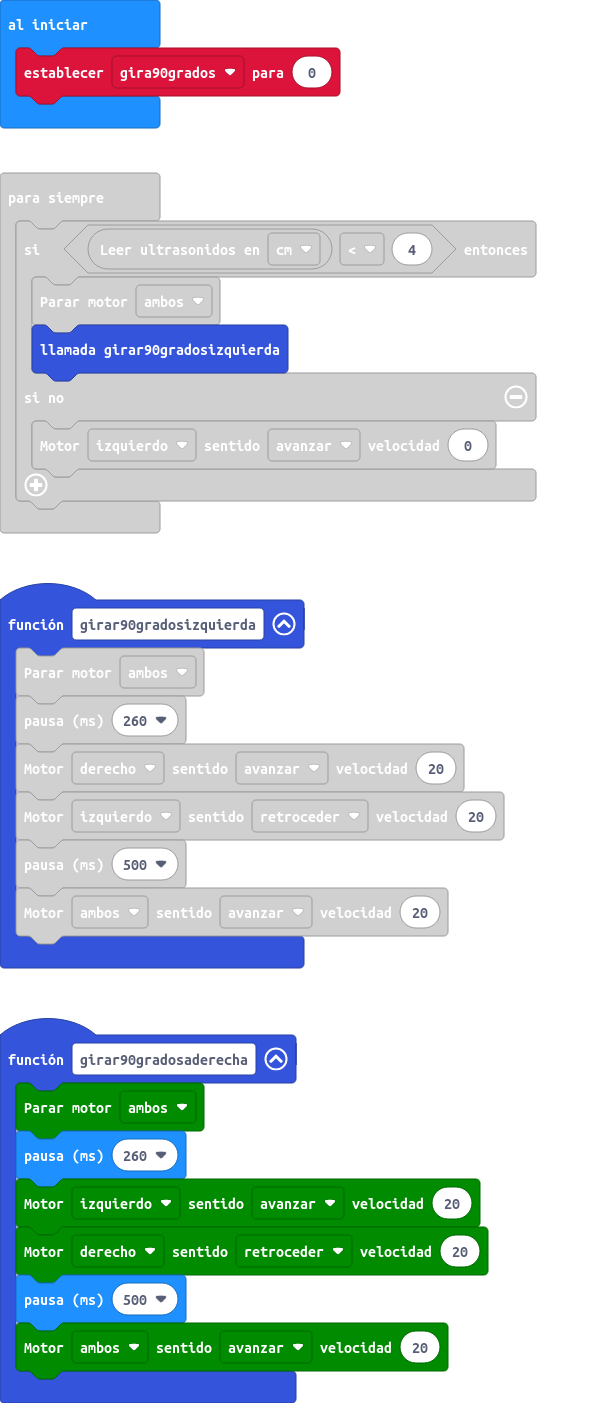 al iniciar
establecer gira90grados para 0
para siempre
si Leer ultrasonidos en cm < 4 entonces
Parar motor ambos
llamada girar90gradosizquierda
si no
Motor izquierdo sentido avanzar velocidad 0
función girar90gradosizquierda
Parar motor ambos
pausa (ms) 260
Motor derecho sentido avanzar velocidad 20
Motor izquierdo sentido retroceder velocidad 20
pausa (ms) 500
Motor ambos sentido avanzar velocidad 20
función girar90gradosaderecha
Parar motor ambos
pausa (ms) 260
Motor izquierdo sentido avanzar velocidad 20
Motor derecho sentido retroceder velocidad 20
pausa (ms) 500
Motor ambos sentido avanzar velocidad 20